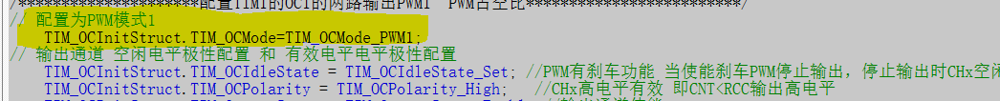 /*********************配置TIM1的OC1的两路输出PWM1  PWM占空比*************************/
// 配置为PWM模式1
TIM_OCInitStruct.TIM_OCMode=TIM_OCMode_PWM1;
// 输出通道 空闲电平极性配置 和 有效电平电平极性配置
TIM_OCInitStruct.TIM_OCIdleState = TIM_OCIdleState_Set; //PWM有刹车功能 当使能刹车PWM停止输出，停止输出时CHx空闲
TIM_OCInitStruct.TIM_OCPolarity = TIM_OCPolarity_High;   //CHx高电平有效 即CNT<RCC输出高电平